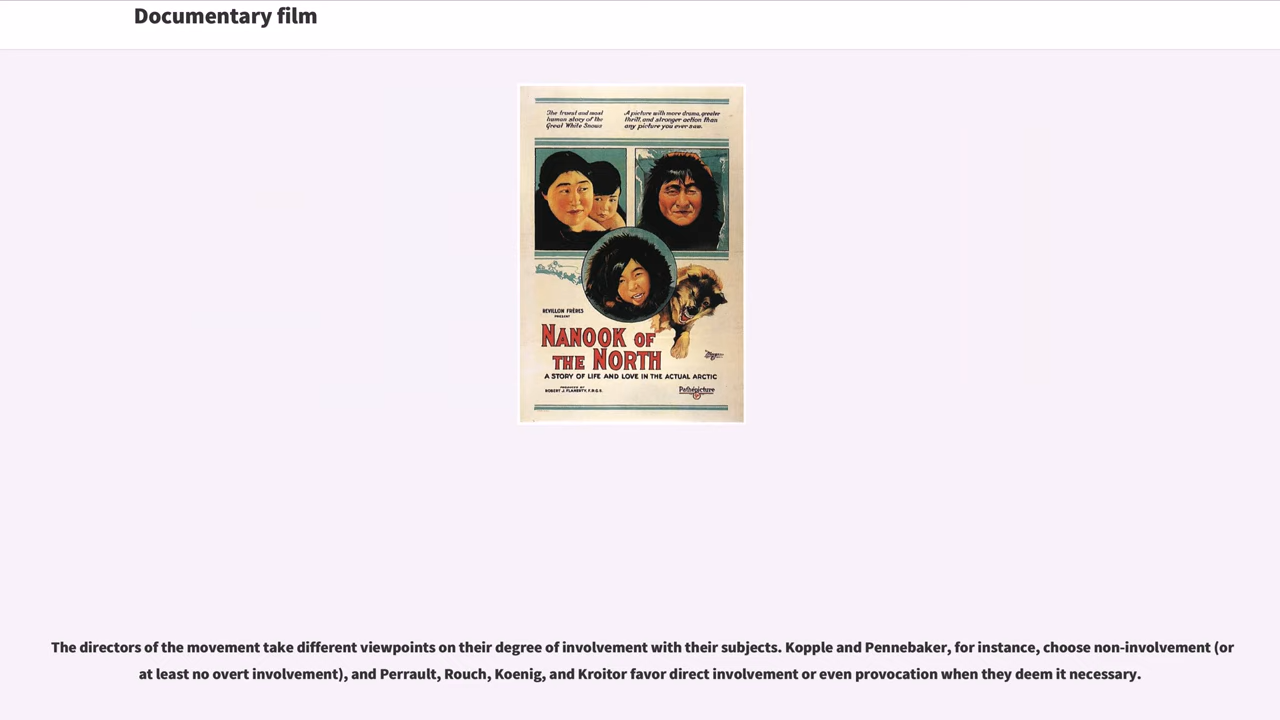 Documentary film
The truest and most
human story of the
Great White Snows
A picture with more drama, greater
thrill, and stronger action than
any picture you ever saw.
REVILLON FRÈRES
PRESENT
NANOOK OF
THE NORTH
A STORY OF LIFE AND LOVE IN THE ACTUAL ARCTIC
PRODUCED BY
ROBERT J. FLAHERTY, F.R.G.S.
Pathépicture
The directors of the movement take different viewpoints on their degree of involvement with their subjects. Kopple and Pennebaker, for instance, choose non-involvement (or
at least no overt involvement), and Perrault, Rouch, Koenig, and Kroitor favor direct involvement or even provocation when they deem it necessary.